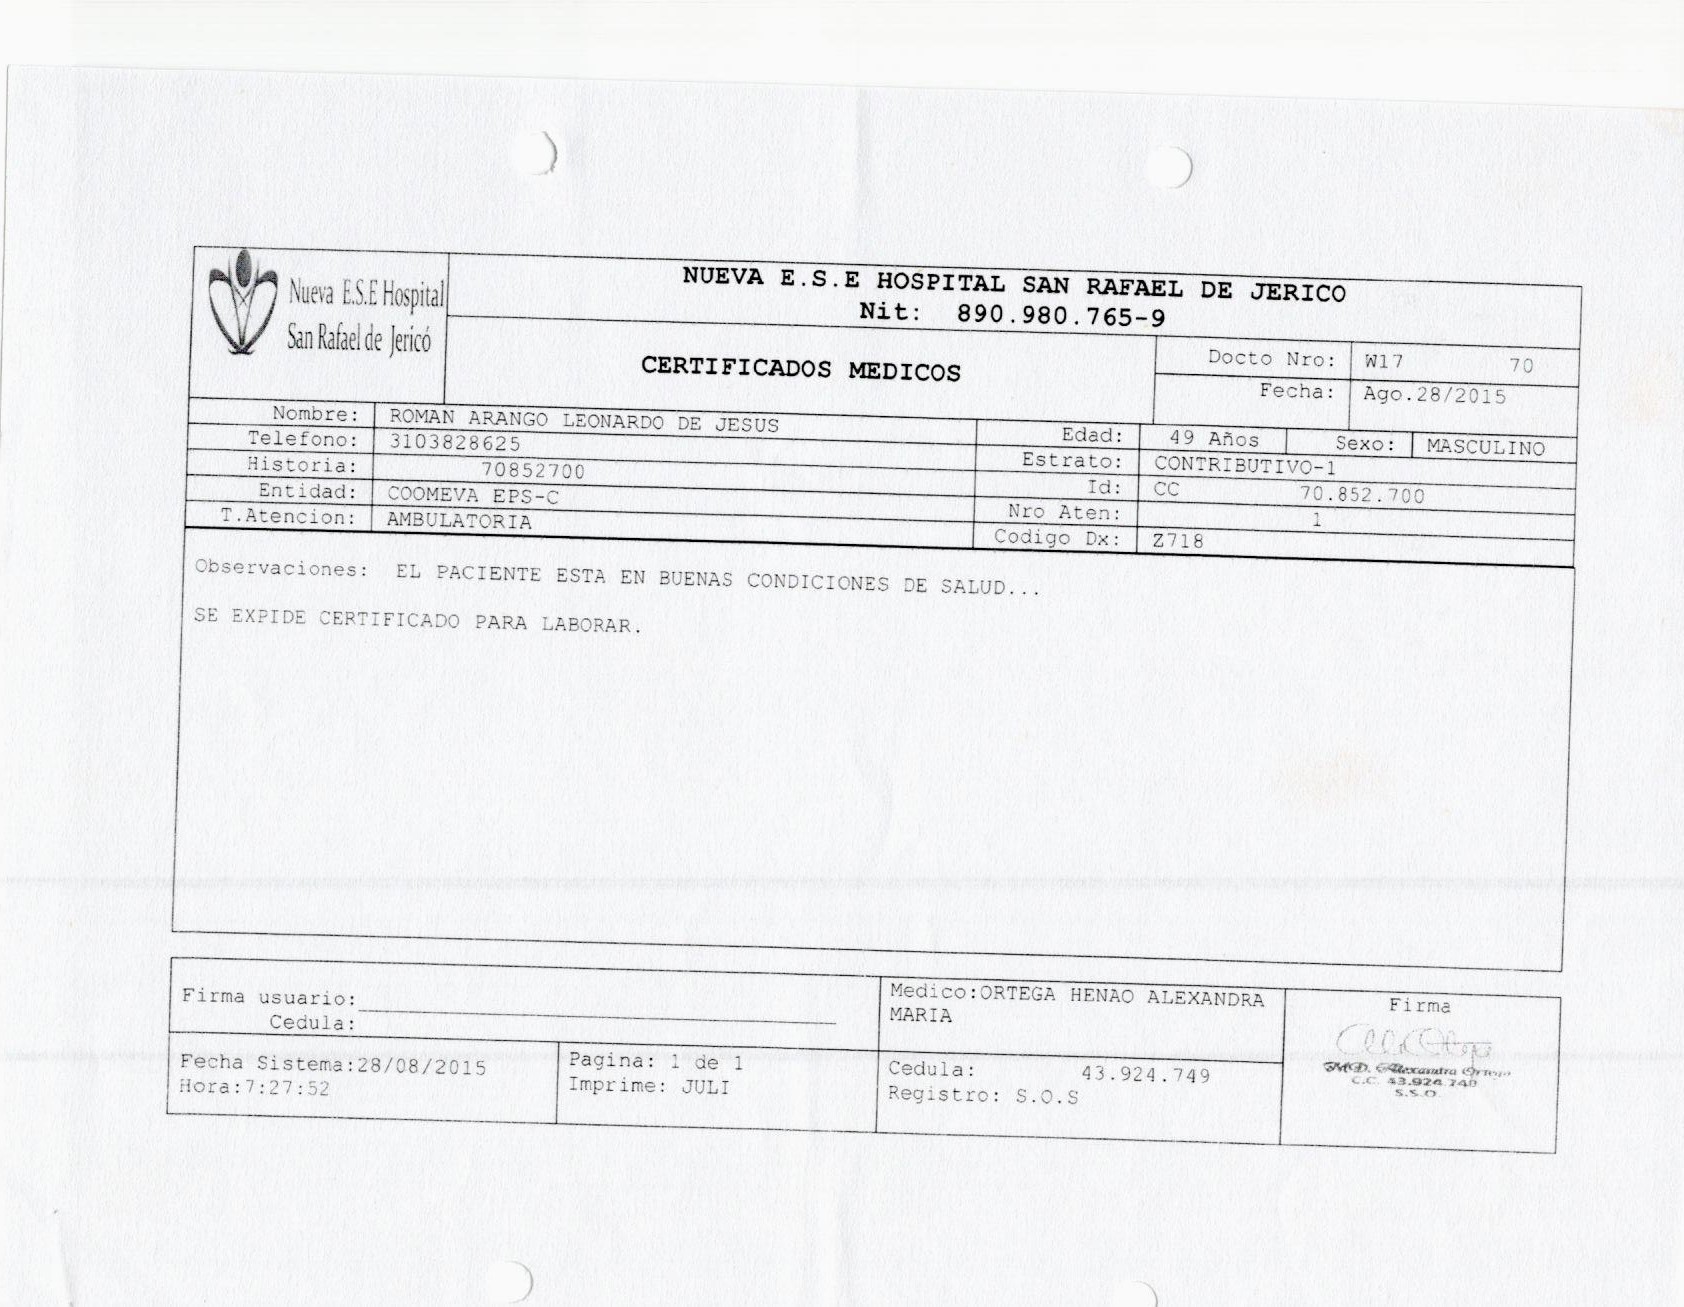 Nueva E.S.E Hospital
San Rafael de Jericó
NUEVA E.S.E HOSPITAL SAN RAFAEL DE JERICO
Nit: 890.980.765-9
CERTIFICADOS MEDICOS
Docto Nro: W17 70
Fecha: Ago.28/2015
Nombre: ROMAN ARANGO LEONARDO DE JESUS
Edad: 49 Años Sexo: MASCULINO
Telefono: 3103828625
Estrato: CONTRIBUTIVO-1
Historia: 70852700
Id: CC 70.852.700
Entidad: COOMEVA EPS-C
Nro Aten: 1
T.Atencion: AMBULATORIA
Codigo Dx: Z718
Observaciones: EL PACIENTE ESTA EN BUENAS CONDICIONES DE SALUD...
SE EXPIDE CERTIFICADO PARA LABORAR.
Firma usuario:
Cedula:
Medico:ORTEGA HENAO ALEXANDRA
MARIA
Firma
Fecha Sistema:28/08/2015
Hora:7:27:52
Pagina: 1 de 1
Imprime: JULI
Cedula: 43.924.749
Registro: S.O.S
M.D. Alexandra Ortega
C.C. 43.924.749
S.S.O.